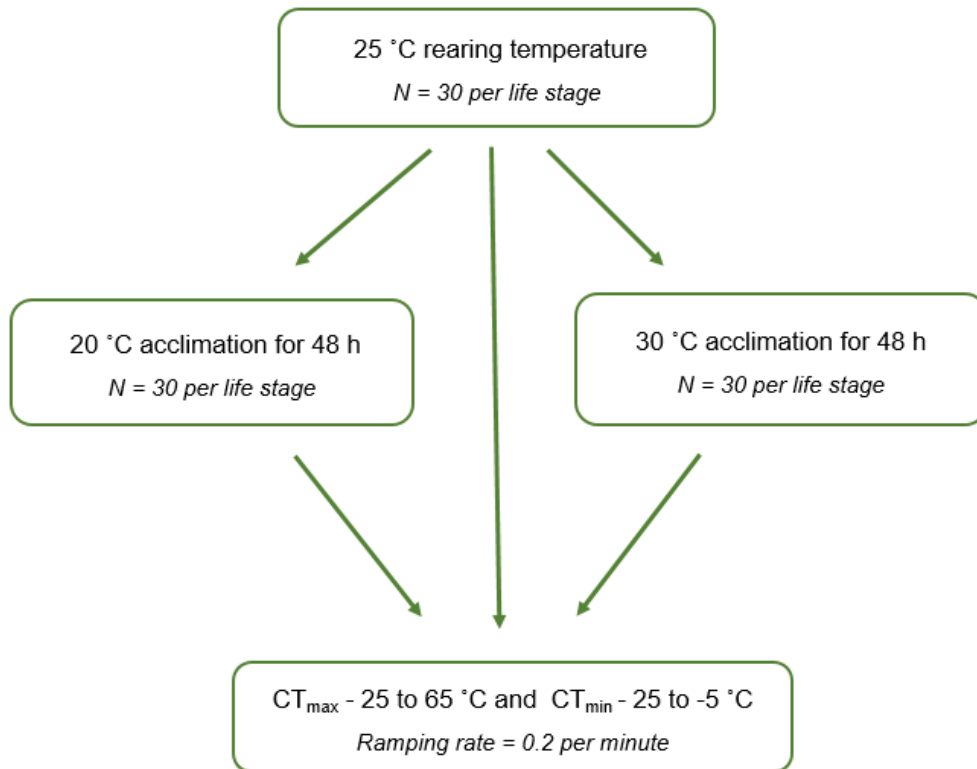 25 ˚C rearing temperature
N = 30 per life stage
20 ˚C acclimation for 48 h
N = 30 per life stage
30 ˚C acclimation for 48 h
N = 30 per life stage
CTmax - 25 to 65 ˚C and CTmin - 25 to -5 ˚C
Ramping rate = 0.2 per minute